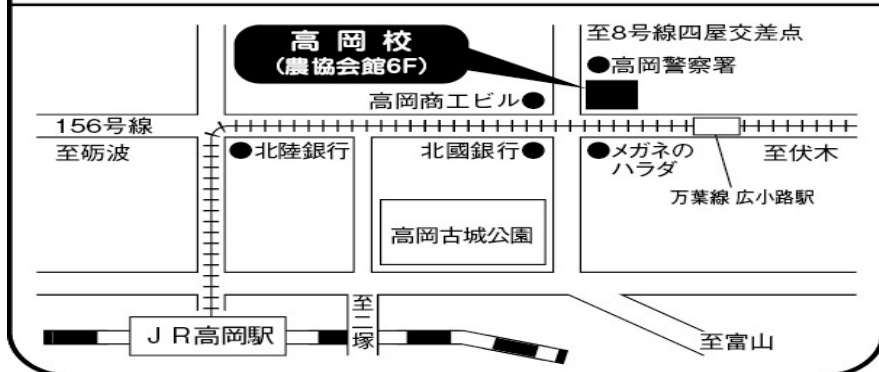 至8号線四屋交差点
高岡校
(農協会館6F)
●高岡警察署
高岡商工ビル●
156号線
至砺波
●北陸銀行
北國銀行●
●メガネの
ハラダ
至伏木
万葉線 広小路駅
高岡古城公園
至二塚
JR高岡駅
至富山